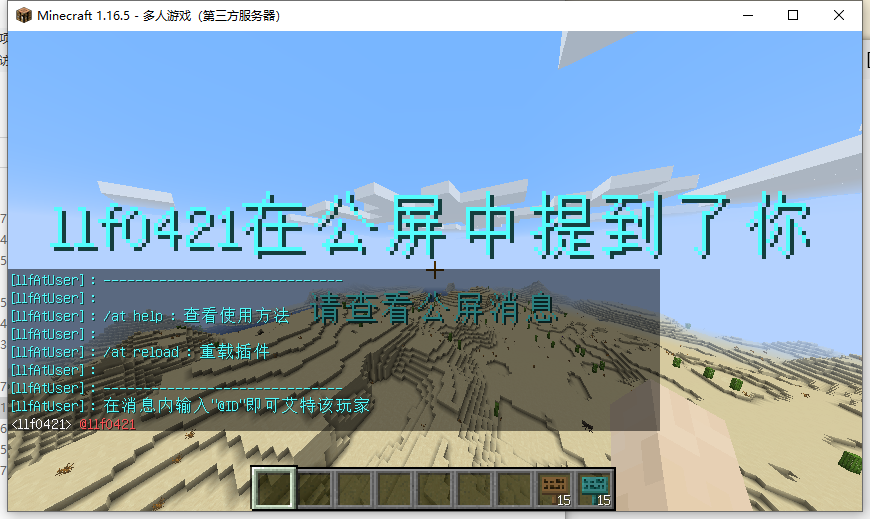 Minecraft 1.16.5 - 多人游戏（第三方服务器）
llf0421在公屏中提到了你
请查看公屏消息
[llfAtUser] : ------------------------------
[llfAtUser] :
[llfAtUser] : /at help : 查看使用方法
[llfAtUser] :
[llfAtUser] : /at reload : 重载插件
[llfAtUser] :
[llfAtUser] : ------------------------------
[llfAtUser] : 在消息内输入"@ID"即可艾特该玩家
<llf0421> @llf0421
15
15